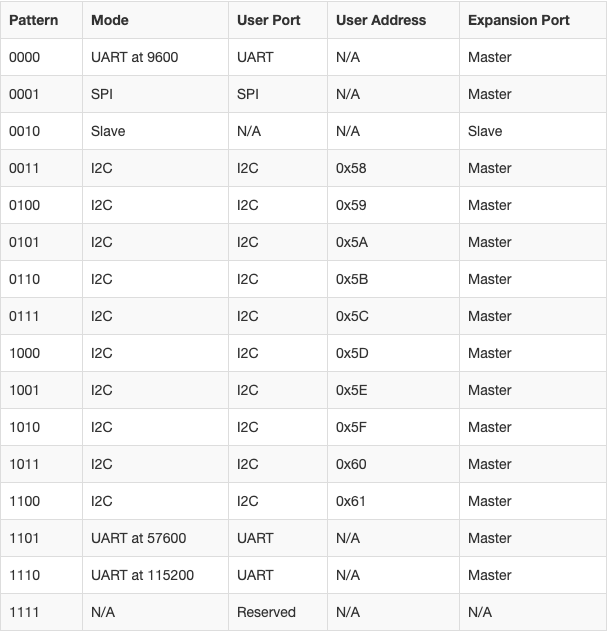 Pattern Mode User Port User Address Expansion Port
0000 UART at 9600 UART N/A Master
0001 SPI SPI N/A Master
0010 Slave N/A N/A Slave
0011 I2C I2C 0x58 Master
0100 I2C I2C 0x59 Master
0101 I2C I2C 0x5A Master
0110 I2C I2C 0x5B Master
0111 I2C I2C 0x5C Master
1000 I2C I2C 0x5D Master
1001 I2C I2C 0x5E Master
1010 I2C I2C 0x5F Master
1011 I2C I2C 0x60 Master
1100 I2C I2C 0x61 Master
1101 UART at 57600 UART N/A Master
1110 UART at 115200 UART N/A Master
1111 N/A Reserved N/A N/A